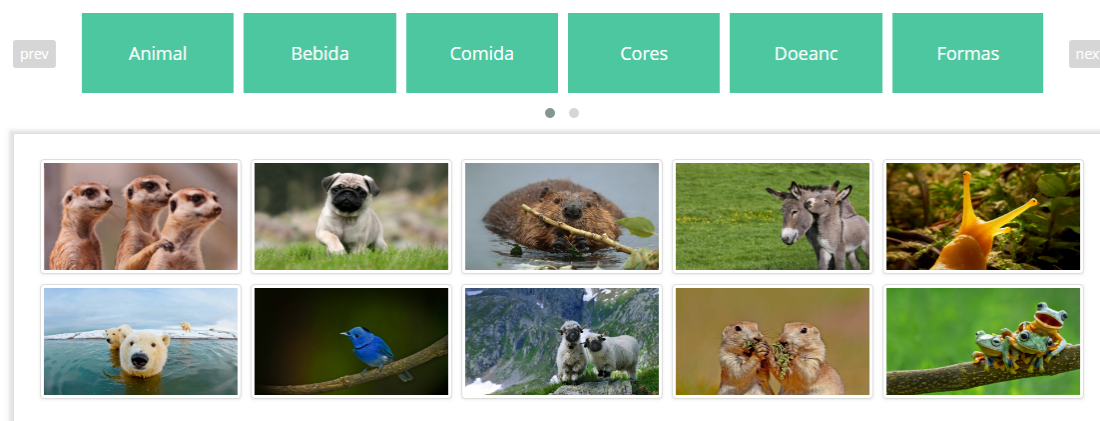 prev
Animal
Bebida
Comida
Cores
Doeanc
Formas